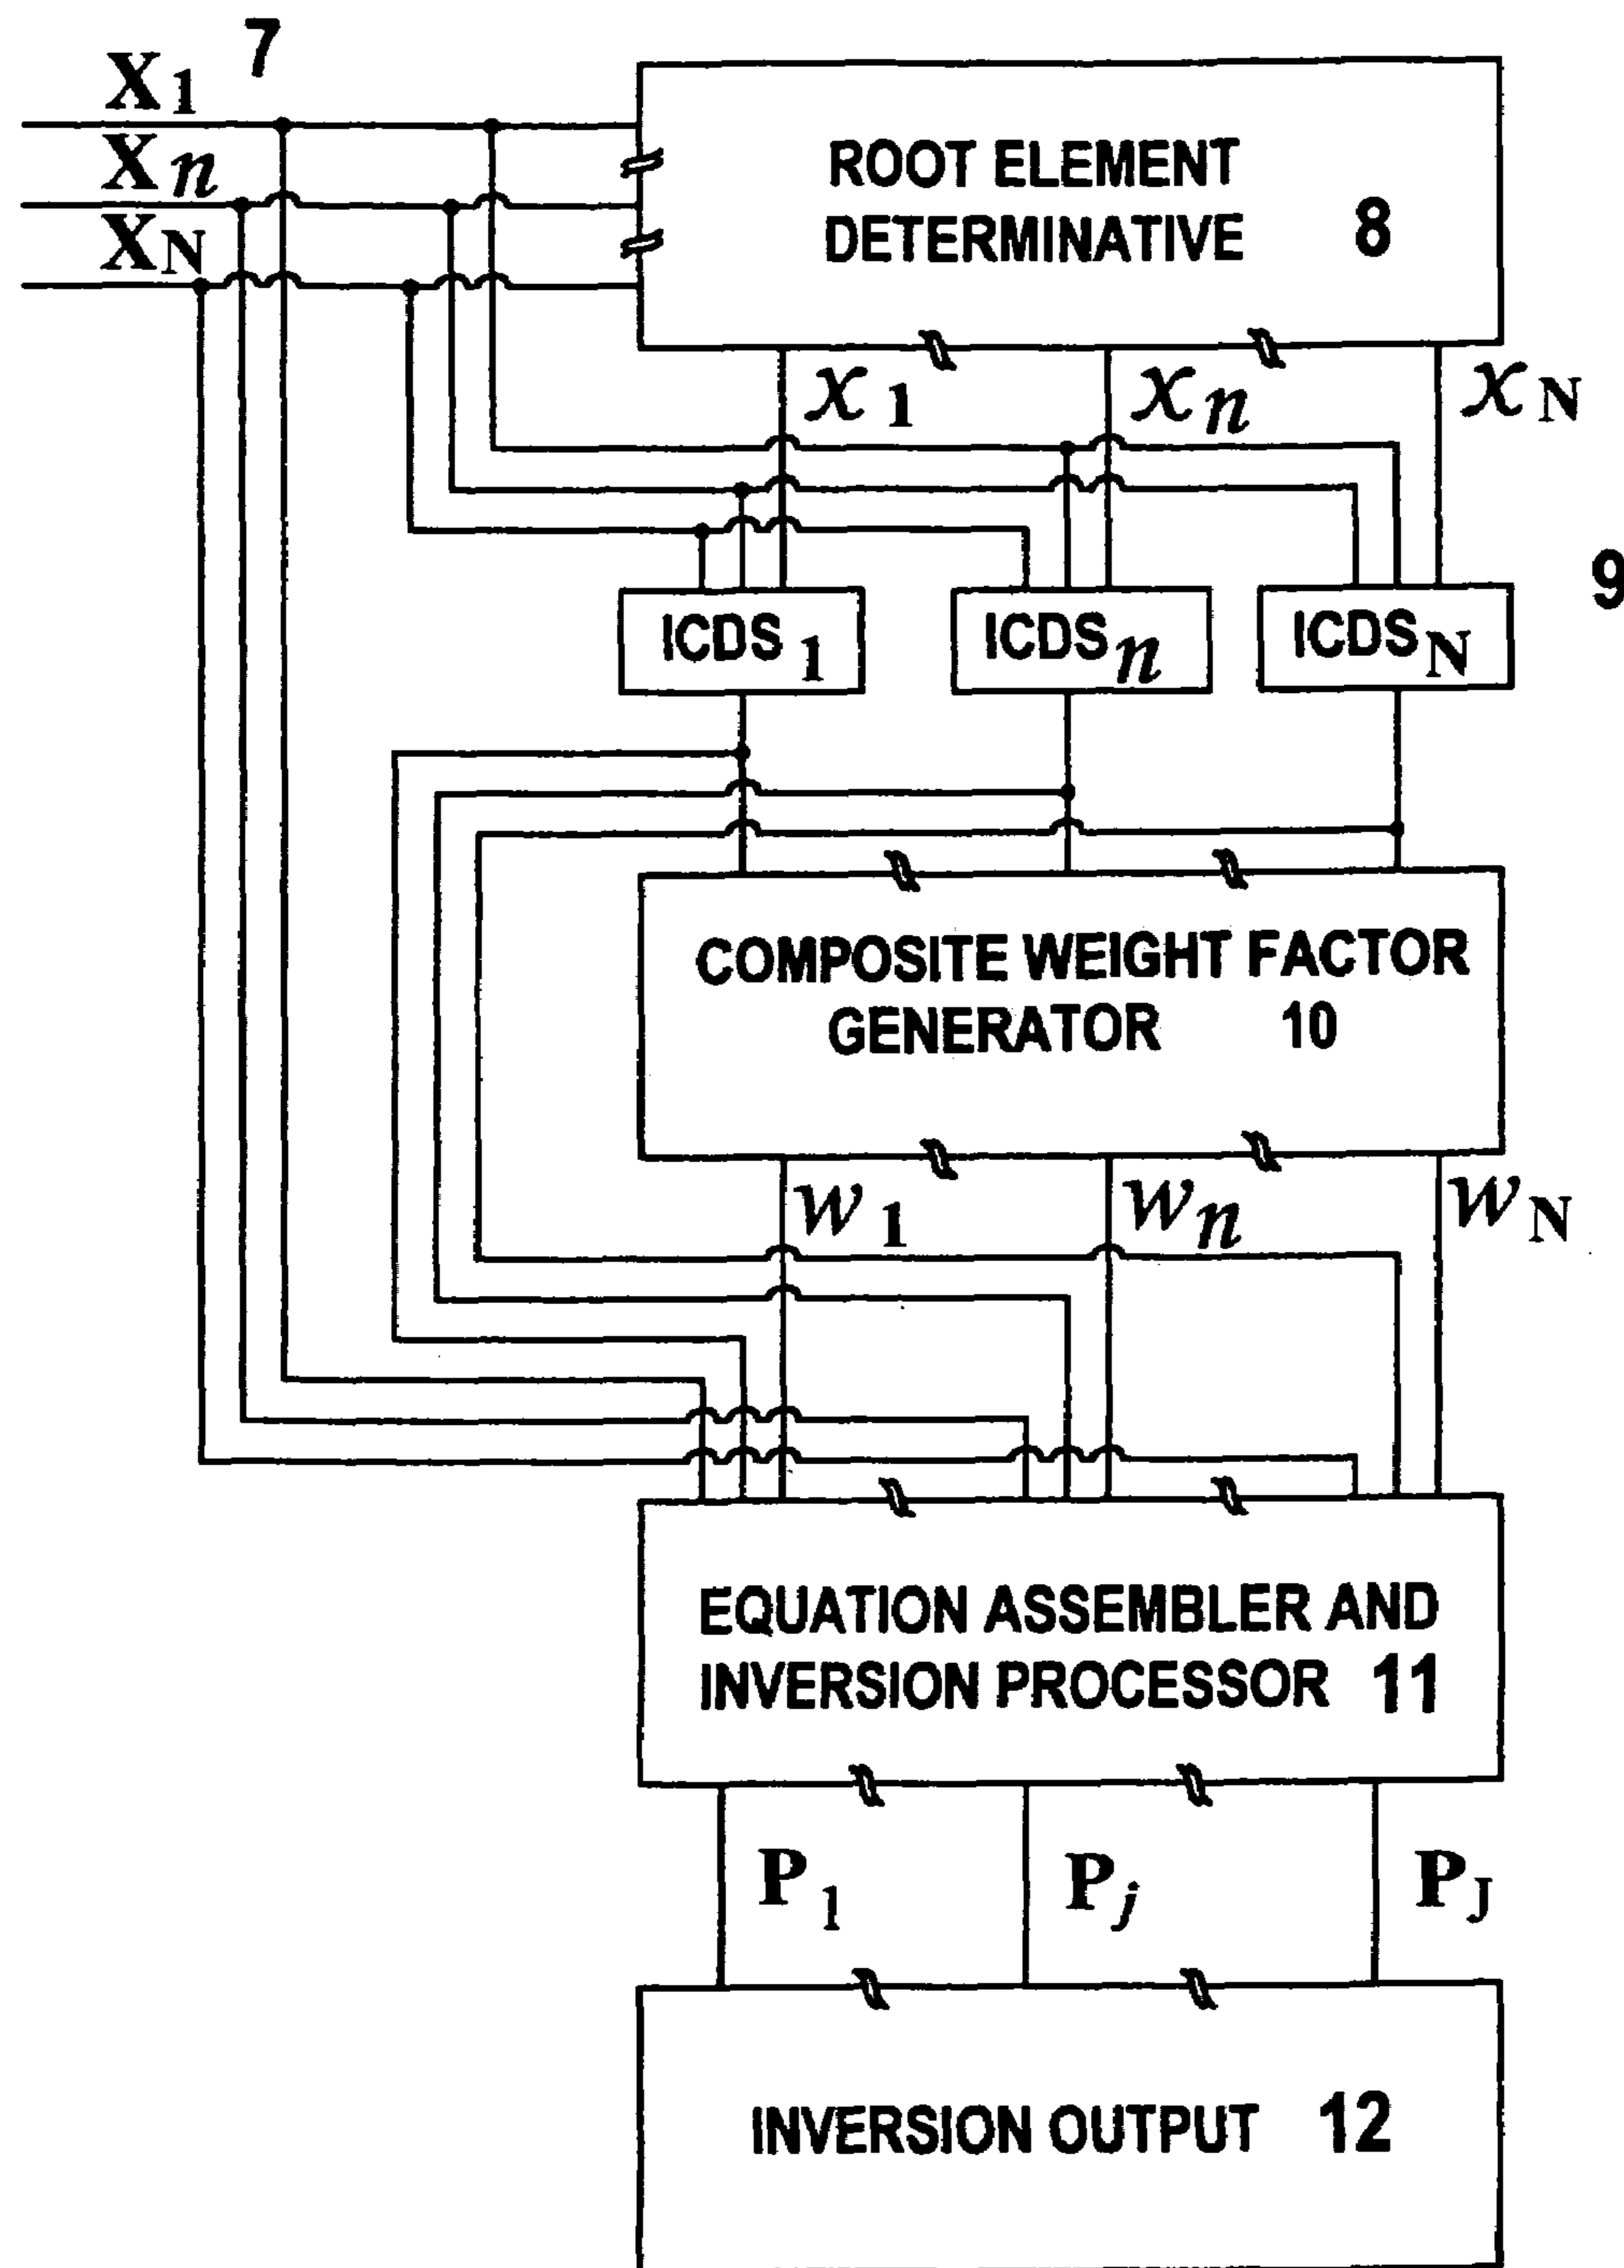 7
X1
Xn
XN
ROOT ELEMENT
DETERMINATIVE 8
x1 xn xN
9
ICDS1 ICDSn ICDSN
COMPOSITE WEIGHT FACTOR
GENERATOR 10
w1 wn wN
EQUATION ASSEMBLER AND
INVERSION PROCESSOR 11
P1 Pj PJ
INVERSION OUTPUT 12